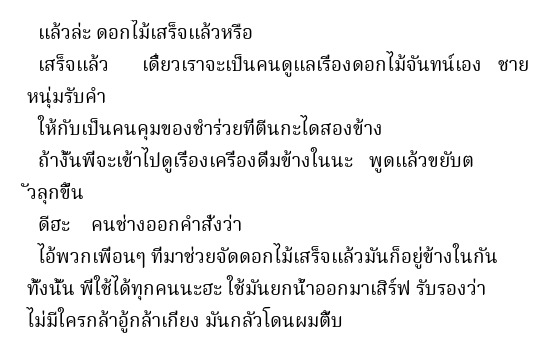 แล้วล่ะ ดอกไม้เสร็จแล้วหรือ
เสร็จแล้ว เดี๋ยวเราจะเป็นคนดูแลเรื่องดอกไม้จันทน์เอง ชาย
หนุ่มรับคำ
ให้กับเป็นคนคุมของชำร่วยที่ตีนกะไดสองข้าง
ถ้างั้นพี่จะเข้าไปดูเรื่องเครื่องดื่มข้างในนะ พูดแล้วขยับต
ัวลุกขึ้น
ดีฮะ คนช่างออกคำสั่งว่า
ไอ้พวกเพื่อนๆ ที่มาช่วยจัดดอกไม้เสร็จแล้วมันก็อยู่ข้างในกัน
ทั้งนั้น พี่ใช้ได้ทุกคนนะฮะ ใช้มันยกน้ำออกมาเสิร์ฟ รับรองว่า
ไม่มีใครกล้าอู้กล้าเกี่ยง มันกลัวโดนผมตี้บ